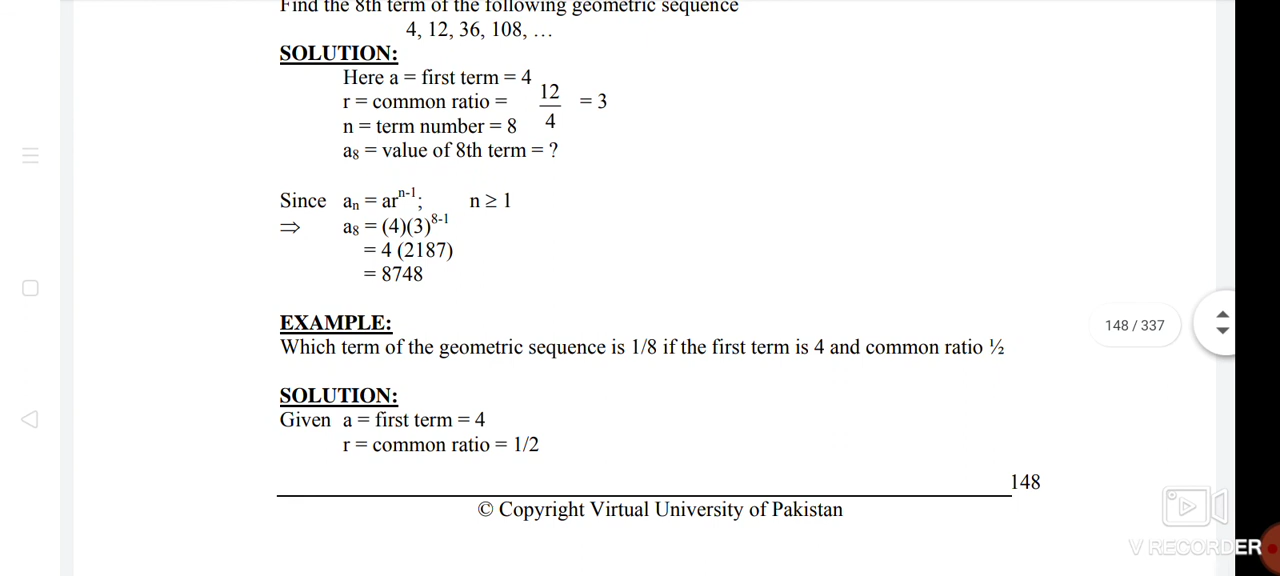 Find the 8th term of the following geometric sequence
4, 12, 36, 108, …
SOLUTION:
Here a = first term = 4
r = common ratio = 12/4 = 3
n = term number = 8
a₈ = value of 8th term = ?
Since aₙ = arⁿ⁻¹; n ≥ 1
⇒ a₈ = (4)(3)⁸⁻¹
= 4 (2187)
= 8748
EXAMPLE:
Which term of the geometric sequence is 1/8 if the first term is 4 and common ratio ½
SOLUTION:
Given a = first term = 4
r = common ratio = 1/2
148
© Copyright Virtual University of Pakistan
148 / 337
V RECORDER